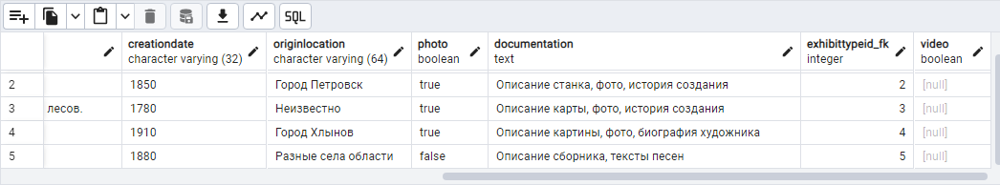 SQL
creationdate originlocation photo documentation exhibittypeid_fk video
character varying (32) character varying (64) boolean text integer boolean
2 1850 Город Петровск true Описание станка, фото, история создания 2 [null]
3 лесов. 1780 Неизвестно true Описание карты, фото, история создания 3 [null]
4 1910 Город Хлынов true Описание картины, фото, биография художника 4 [null]
5 1880 Разные села области false Описание сборника, тексты песен 5 [null]